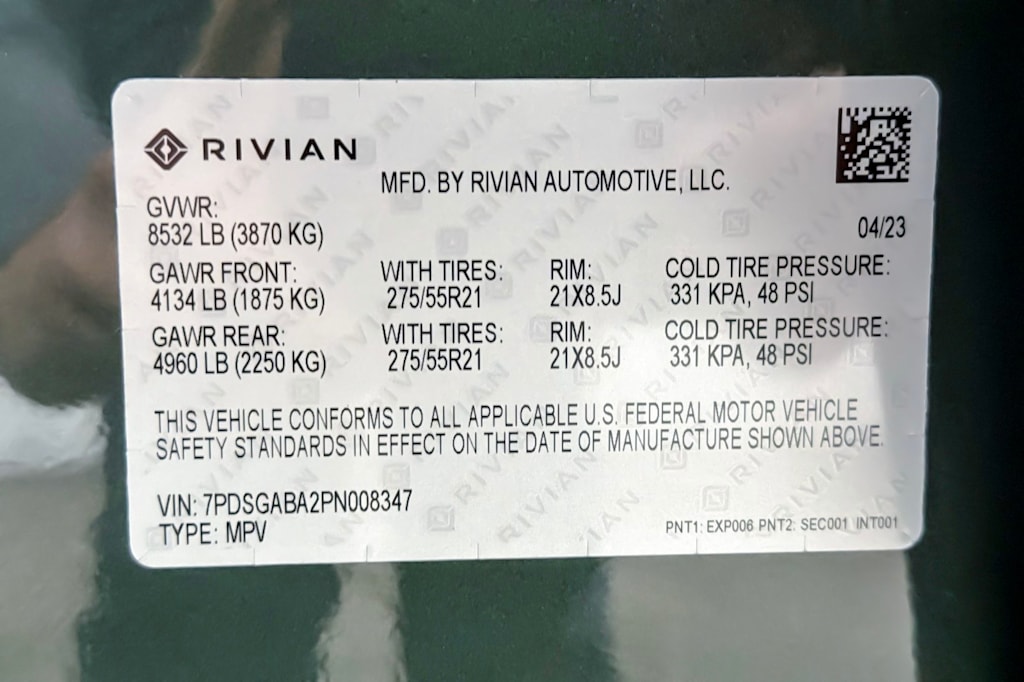 RIVIAN
MFD. BY RIVIAN AUTOMOTIVE, LLC.
GVWR:
8532 LB (3870 KG)
04/23
GAWR FRONT: WITH TIRES: RIM: COLD TIRE PRESSURE:
4134 LB (1875 KG) 275/55R21 21X8.5J 331 KPA, 48 PSI
GAWR REAR: WITH TIRES: RIM: COLD TIRE PRESSURE:
4960 LB (2250 KG) 275/55R21 21X8.5J 331 KPA, 48 PSI
THIS VEHICLE CONFORMS TO ALL APPLICABLE U.S. FEDERAL MOTOR VEHICLE
SAFETY STANDARDS IN EFFECT ON THE DATE OF MANUFACTURE SHOWN ABOVE.
VIN: 7PDSGABA2PN008347
TYPE: MPV
PNT1: EXP006 PNT2: SEC001 INT001